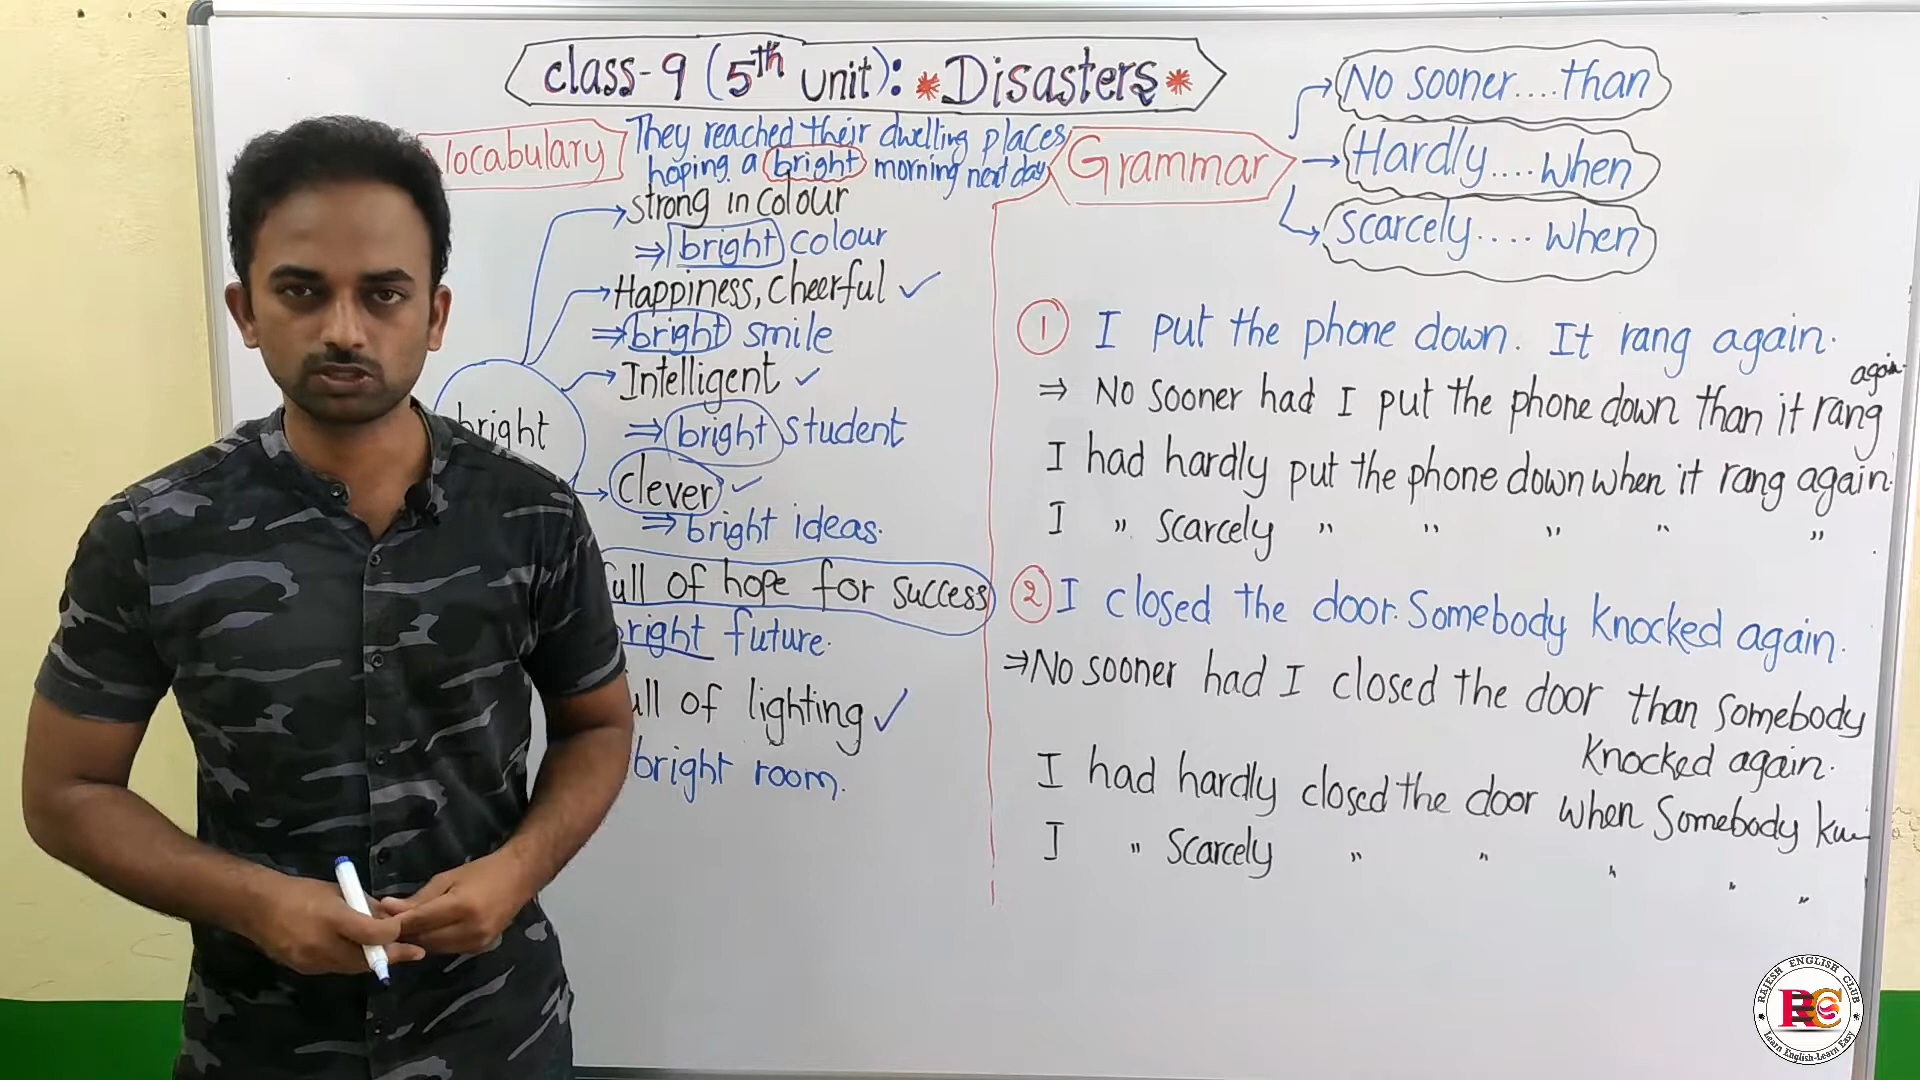 class-9 (5th unit): *Disasters*
Vocabulary
They reached their dwelling places
hoping a bright morning next day
strong in colour
⇒ bright colour
Happiness, cheerful ✓
⇒ bright smile
Intelligent ✓
bright
⇒ bright student
clever ✓
⇒ bright ideas.
full of hope for success
bright future.
full of lighting ✓
bright room.
Grammar
No sooner....than
Hardly....when
Scarcely.... when
1 I put the phone down. It rang again.
⇒ No sooner had I put the phone down than it rang again.
I had hardly put the phone down when it rang again.
I " Scarcely " " " " "
2 I closed the door. Somebody knocked again.
⇒ No sooner had I closed the door than somebody
knocked again.
I had hardly closed the door when Somebody
I " Scarcely " " " " "
RAJESH ENGLISH CLUB
REC
Learn English-Learn Easy